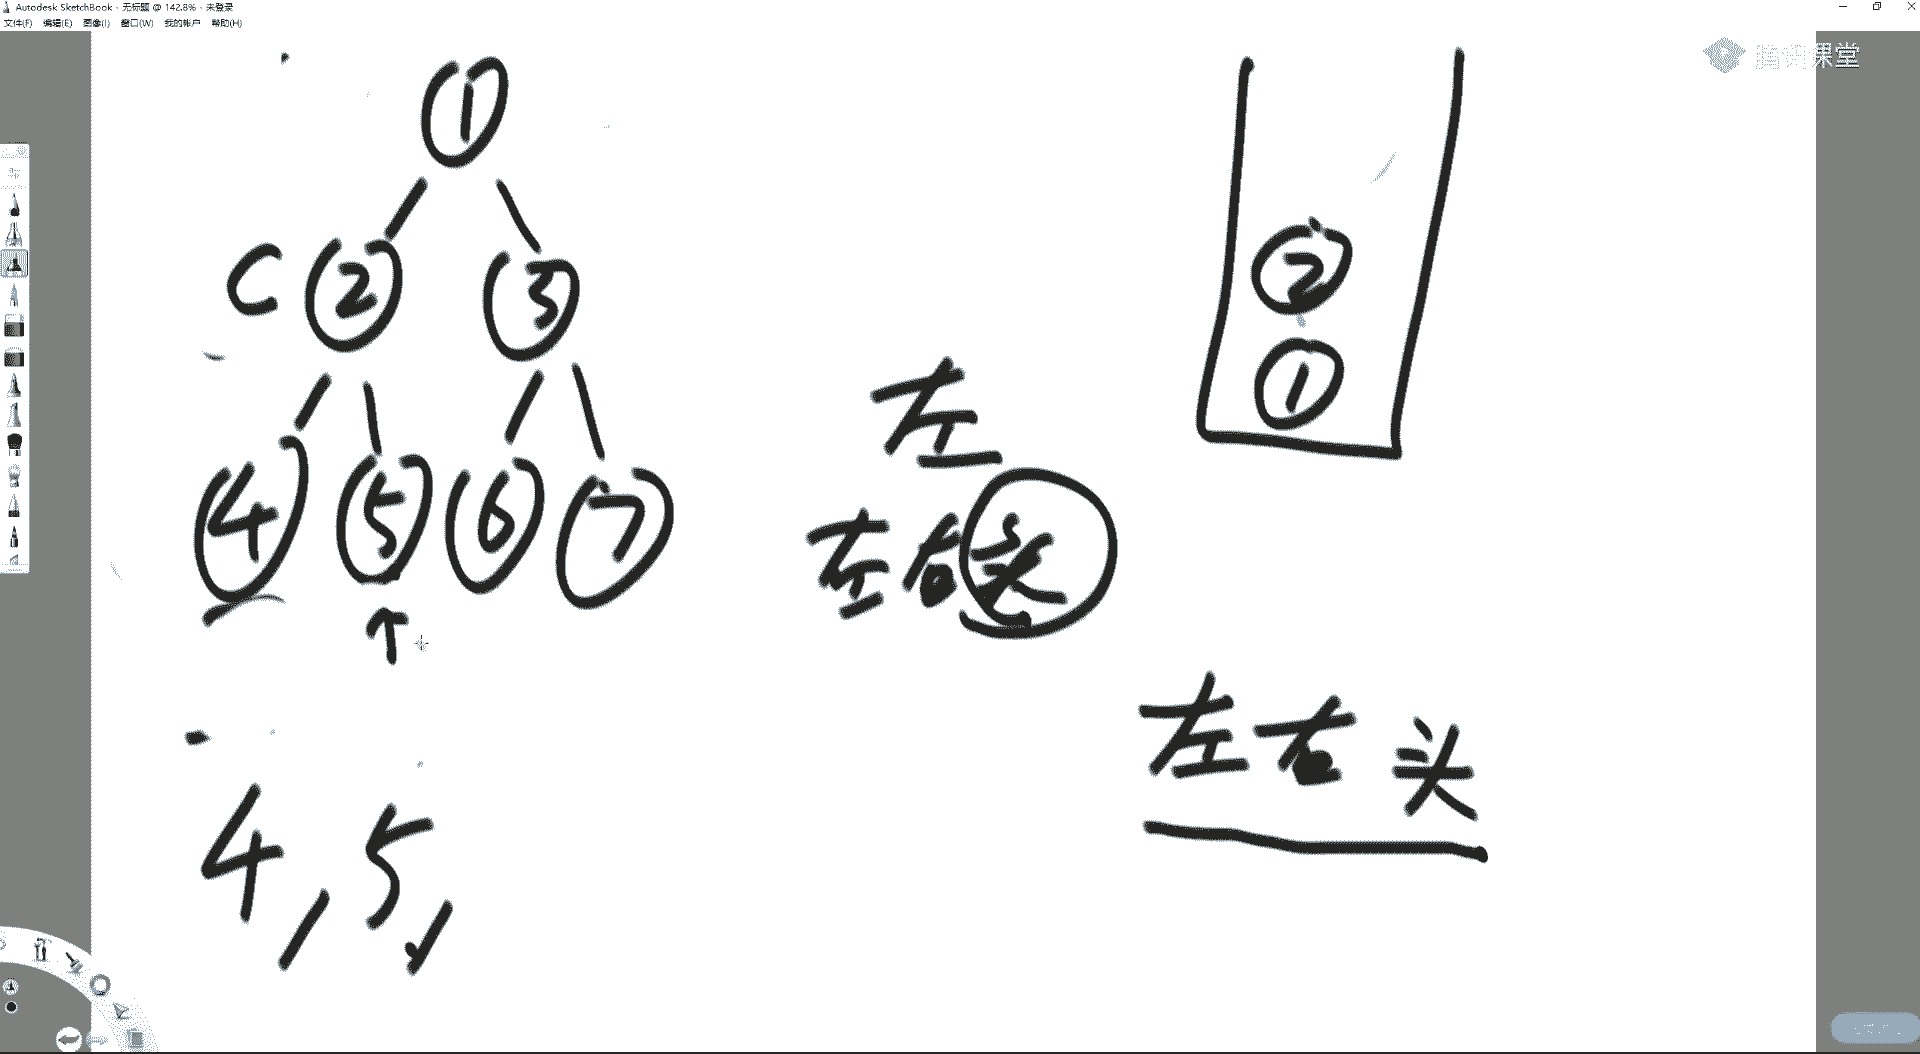 Autodesk SketchBook - 无标题 @ 142.8% - 未登录
文件(F) 编辑(E) 图像(I) 窗口(W) 我的帐户 帮助(H)
腾讯课堂
1
C 2 3
4 5 6 7
2
1
左
左右头
左右头
4, 5,